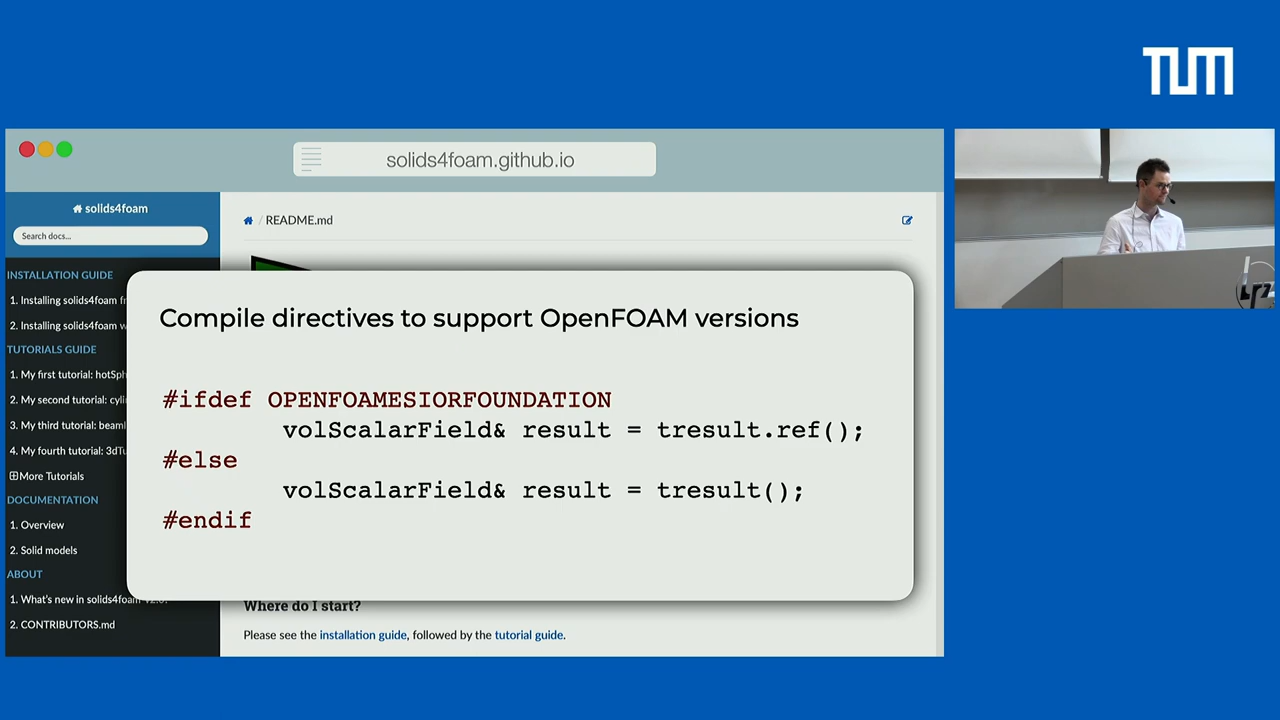 TUM
solids4foam.github.io
solids4foam
Search docs...
/ README.md
INSTALLATION GUIDE
1. Installing solids4foam
2. Installing solids4foam
TUTORIALS GUIDE
1. My first tutorial:
2. My second tutorial:
3. My third tutorial:
4. My fourth tutorial:
More Tutorials
DOCUMENTATION
1. Overview
2. Solid models
ABOUT
1. What's new in solids4foam
2. CONTRIBUTORS.md
Compile directives to support OpenFOAM versions
#ifdef OPENFOAMESIORFOUNDATION
volScalarField& result = tresult.ref();
#else
volScalarField& result = tresult();
#endif
Where do I start?
Please see the installation guide, followed by the tutorial guide.